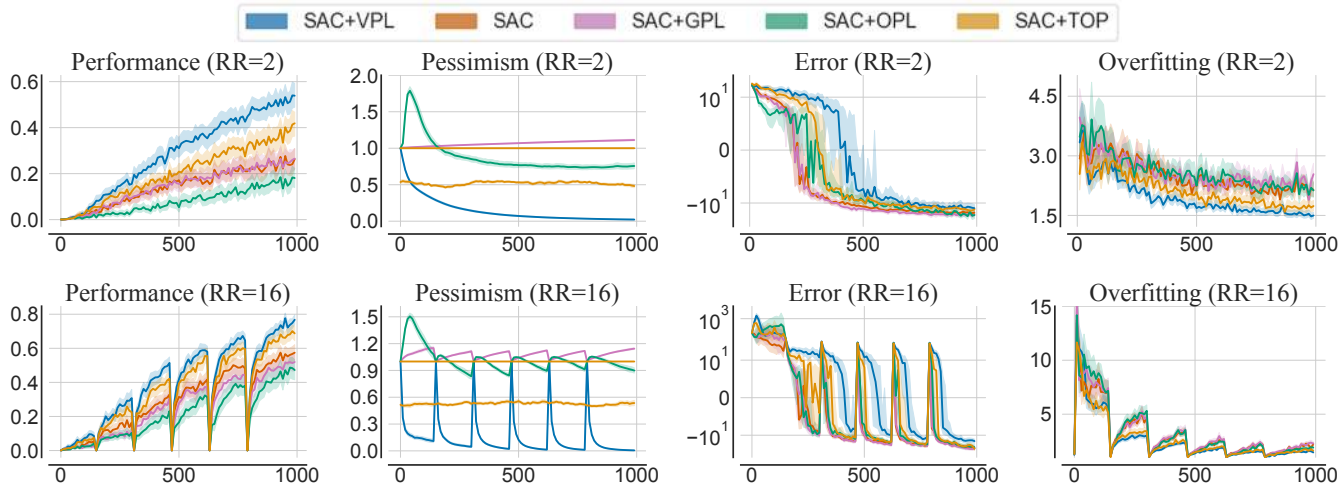 SAC+VPL SAC SAC+GPL SAC+OPL SAC+TOP
Performance (RR=2) Pessimism (RR=2) Error (RR=2) Overfitting (RR=2)
0.6 2.0 10¹ 4.5
0.4 1.5 0 3.0
0.2 1.0 −10¹ 1.5
0.0 0.5
0.0
0 500 1000 0 500 1000 0 500 1000 0 500 1000
Performance (RR=16) Pessimism (RR=16) Error (RR=16) Overfitting (RR=16)
0.8 1.5 10³ 15
0.6 1.2 10¹ 10
0.4 0.9 0 5
0.2 0.6 −10¹
0.0 0.3
0.0
0 500 1000 0 500 1000 0 500 1000 0 500 1000